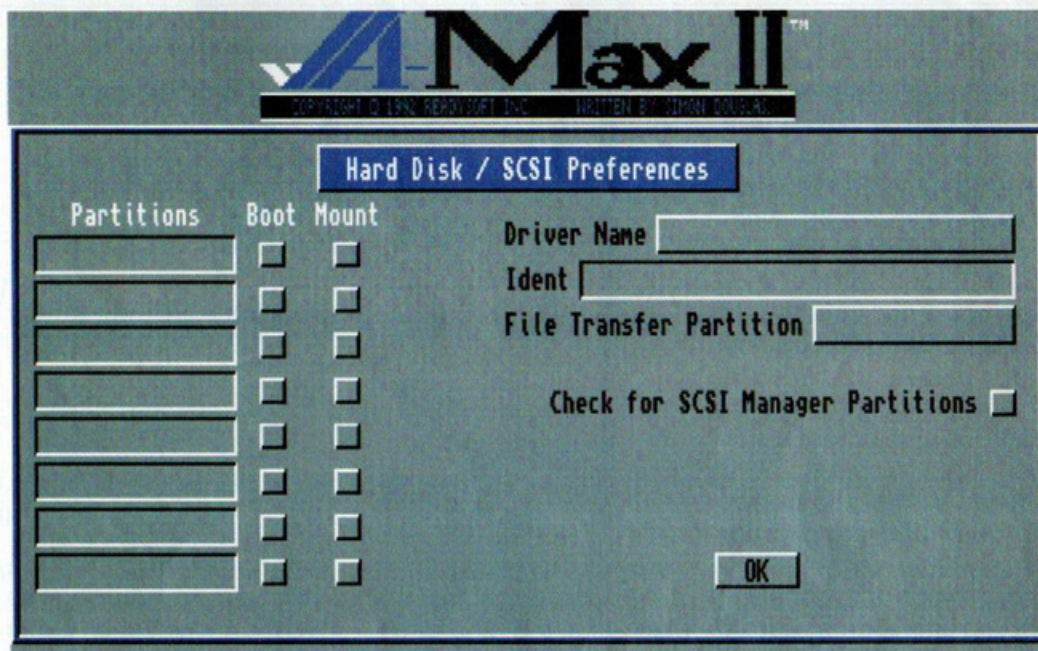 A-Max II™
COPYRIGHT © 1992 READYSOFT INC. WRITTEN BY SIMON DOUGLAS
Hard Disk / SCSI Preferences
Partitions Boot Mount
Driver Name
Ident
File Transfer Partition
Check for SCSI Manager Partitions
OK